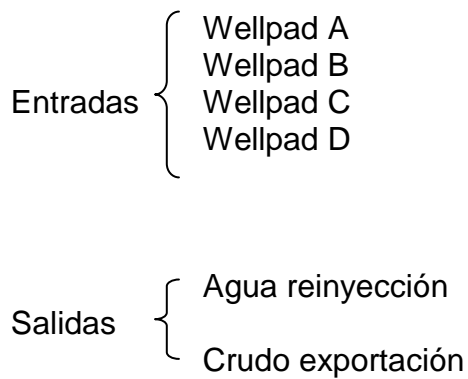 Wellpad A
Wellpad B
Entradas
Wellpad C
Wellpad D
Agua reinyección
Salidas
Crudo exportación